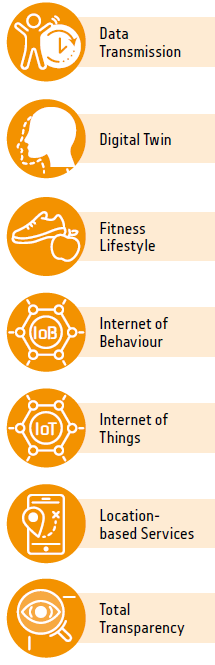 Data
Transmission
Digital Twin
Fitness
Lifestyle
IoB
Internet of
Behaviour
IoT
Internet of
Things
Location-
based Services
Total
Transparency